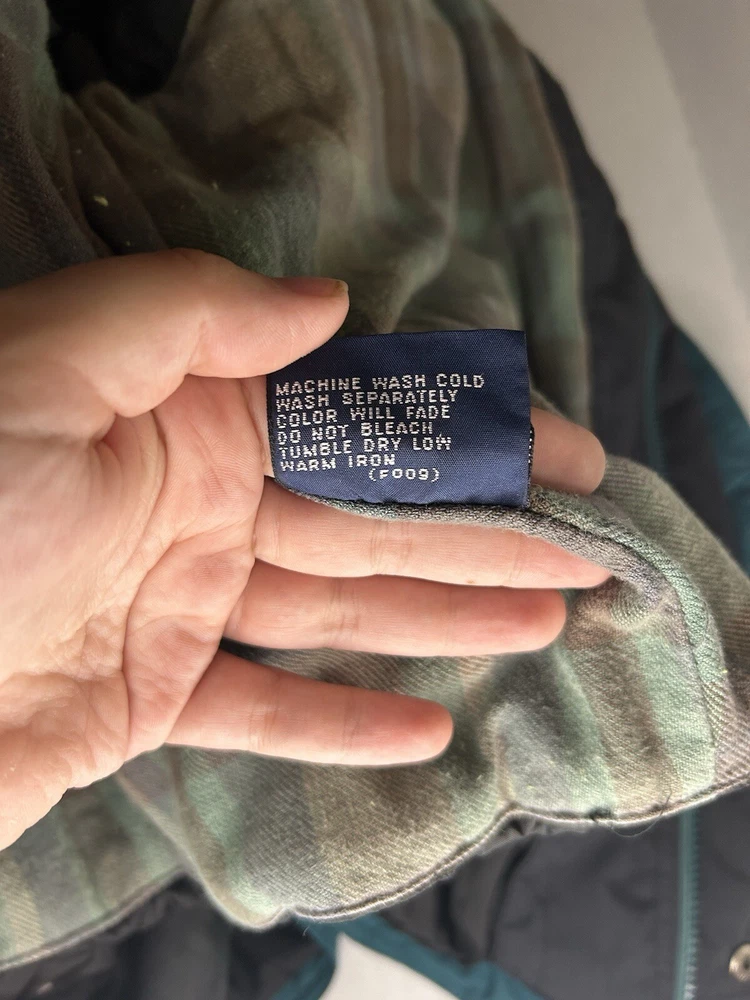 MACHINE WASH COLD
WASH SEPARATELY
COLOR WILL FADE
DO NOT BLEACH
TUMBLE DRY LOW
WARM IRON
(F009)